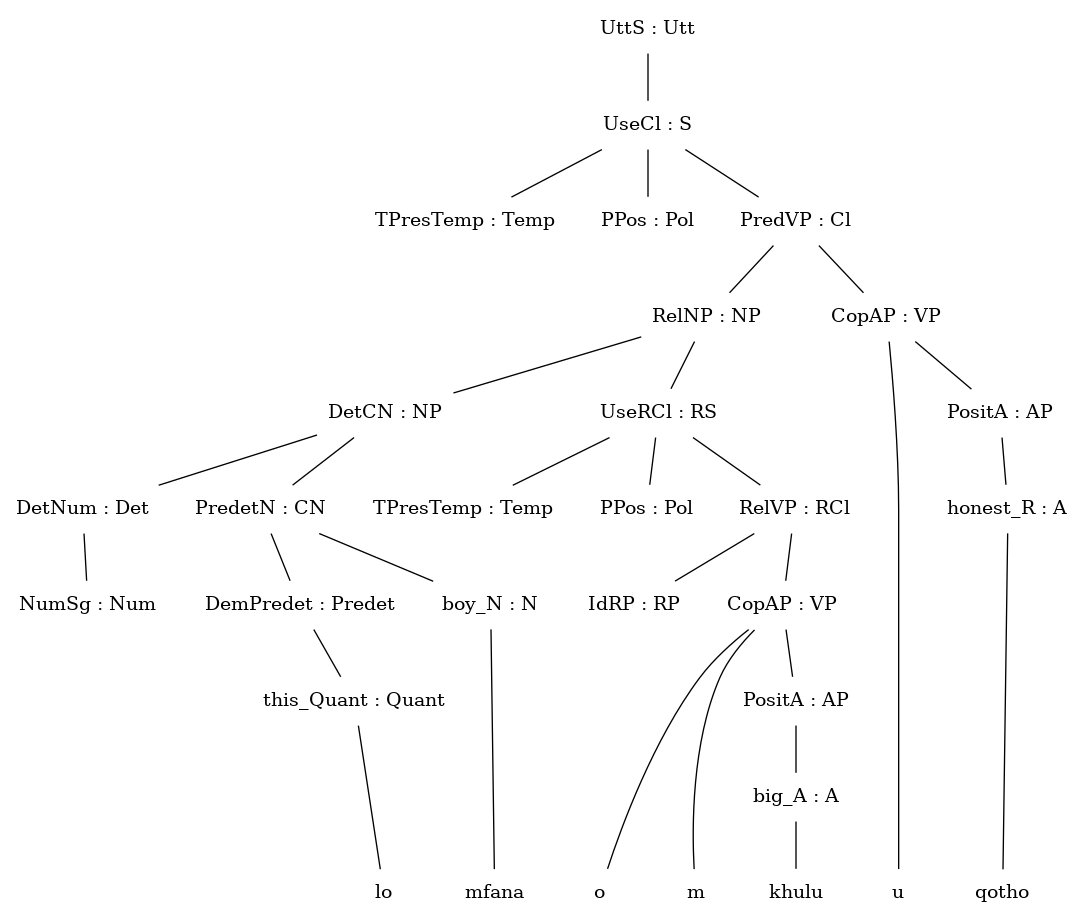 UttS : Utt
UseCl : S
TPresTemp : Temp PPos : Pol PredVP : Cl
RelNP : NP CopAP : VP
DetCN : NP UseRCl : RS PositA : AP
DetNum : Det PredetN : CN TPresTemp : Temp PPos : Pol RelVP : RCl honest_R : A
NumSg : Num DemPredet : Predet boy_N : N IdRP : RP CopAP : VP
this_Quant : Quant PositA : AP
big_A : A
lo mfana o m khulu u qotho